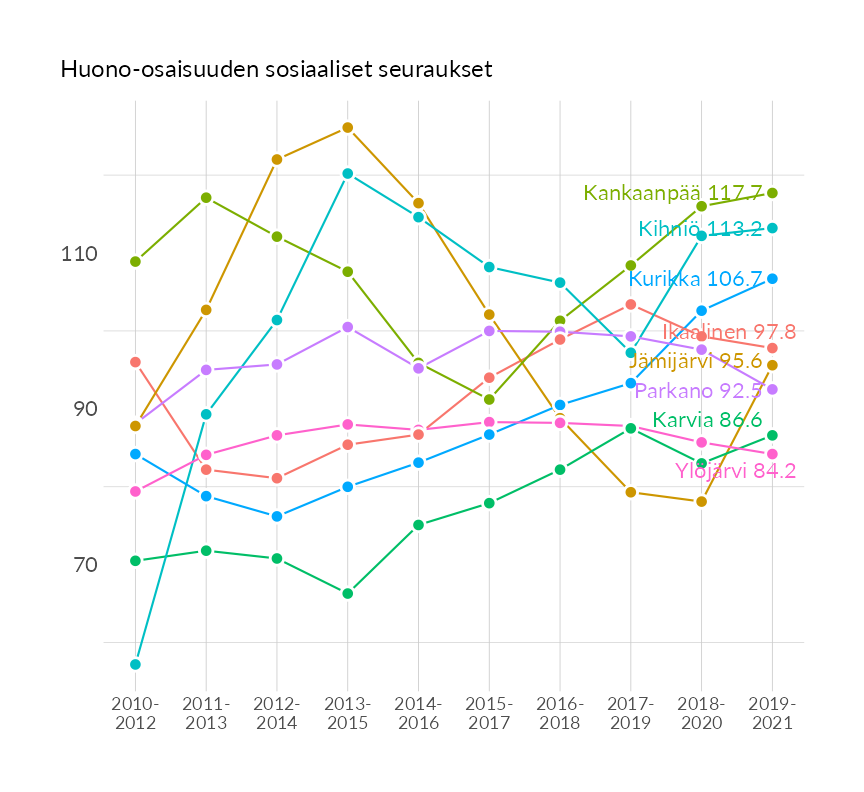 Huono-osaisuuden sosiaaliset seuraukset
Kankaanpää 117.7
Kihniö 113.2
110
Kurikka 106.7
Ikaalinen 97.8
Jämijärvi 95.6
Parkano 92.5
90
Karvia 86.6
Ylöjärvi 84.2
70
2010-
2012
2011-
2013
2012-
2014
2013-
2015
2014-
2016
2015-
2017
2016-
2018
2017-
2019
2018-
2020
2019-
2021